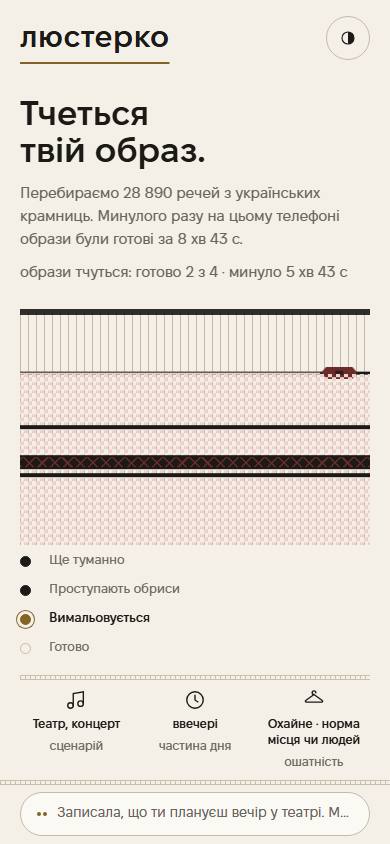 люстерко
Тчеться
твій образ.
Перебираємо 28 890 речей з українських
крамниць. Минулого разу на цьому телефоні
образи були готові за 8 хв 43 с.
образи тчуться: готово 2 з 4 · минуло 5 хв 43 с
Ще туманно
Проступають обриси
Вимальовується
Готово
Театр, концерт
сценарій
ввечері
частина дня
Охайне · норма
місця чи людей
ошатність
Записала, що ти плануєш вечір у театрі. М...